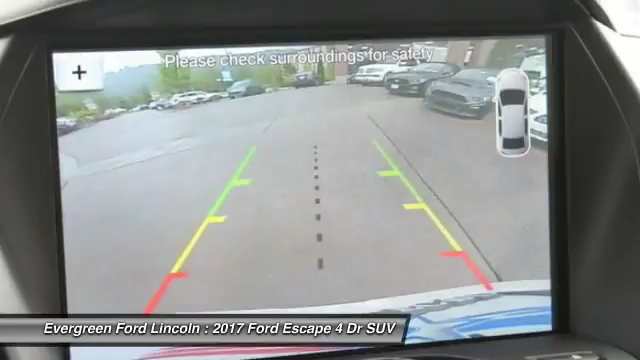 Please check surroundings for safety
+
Evergreen Ford Lincoln : 2017 Ford Escape 4 Dr SUV